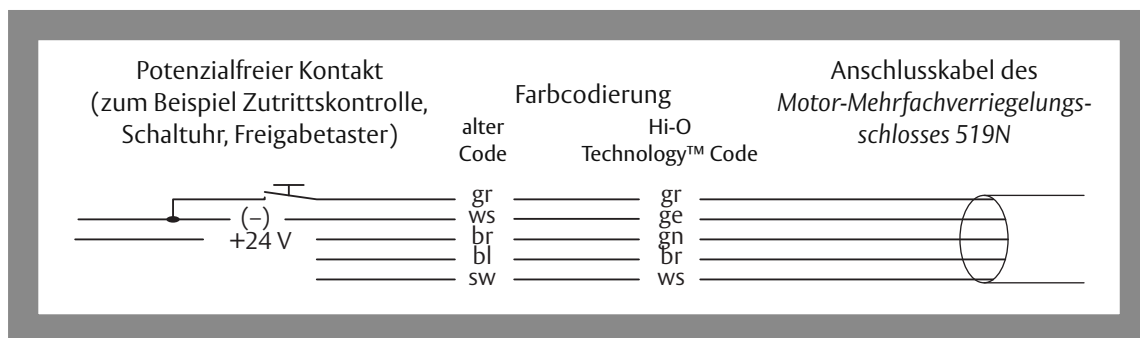 Potenzialfreier Kontakt
(zum Beispiel Zutrittskontrolle,
Schaltuhr, Freigabetaster)
Farbcodierung
alter
Code
Hi-O
Technology™ Code
Anschlusskabel des
Motor-Mehrfachverriegelungs-
schlosses 519N
gr gr
(–) ws ge
+24 V br gn
bl br
sw ws